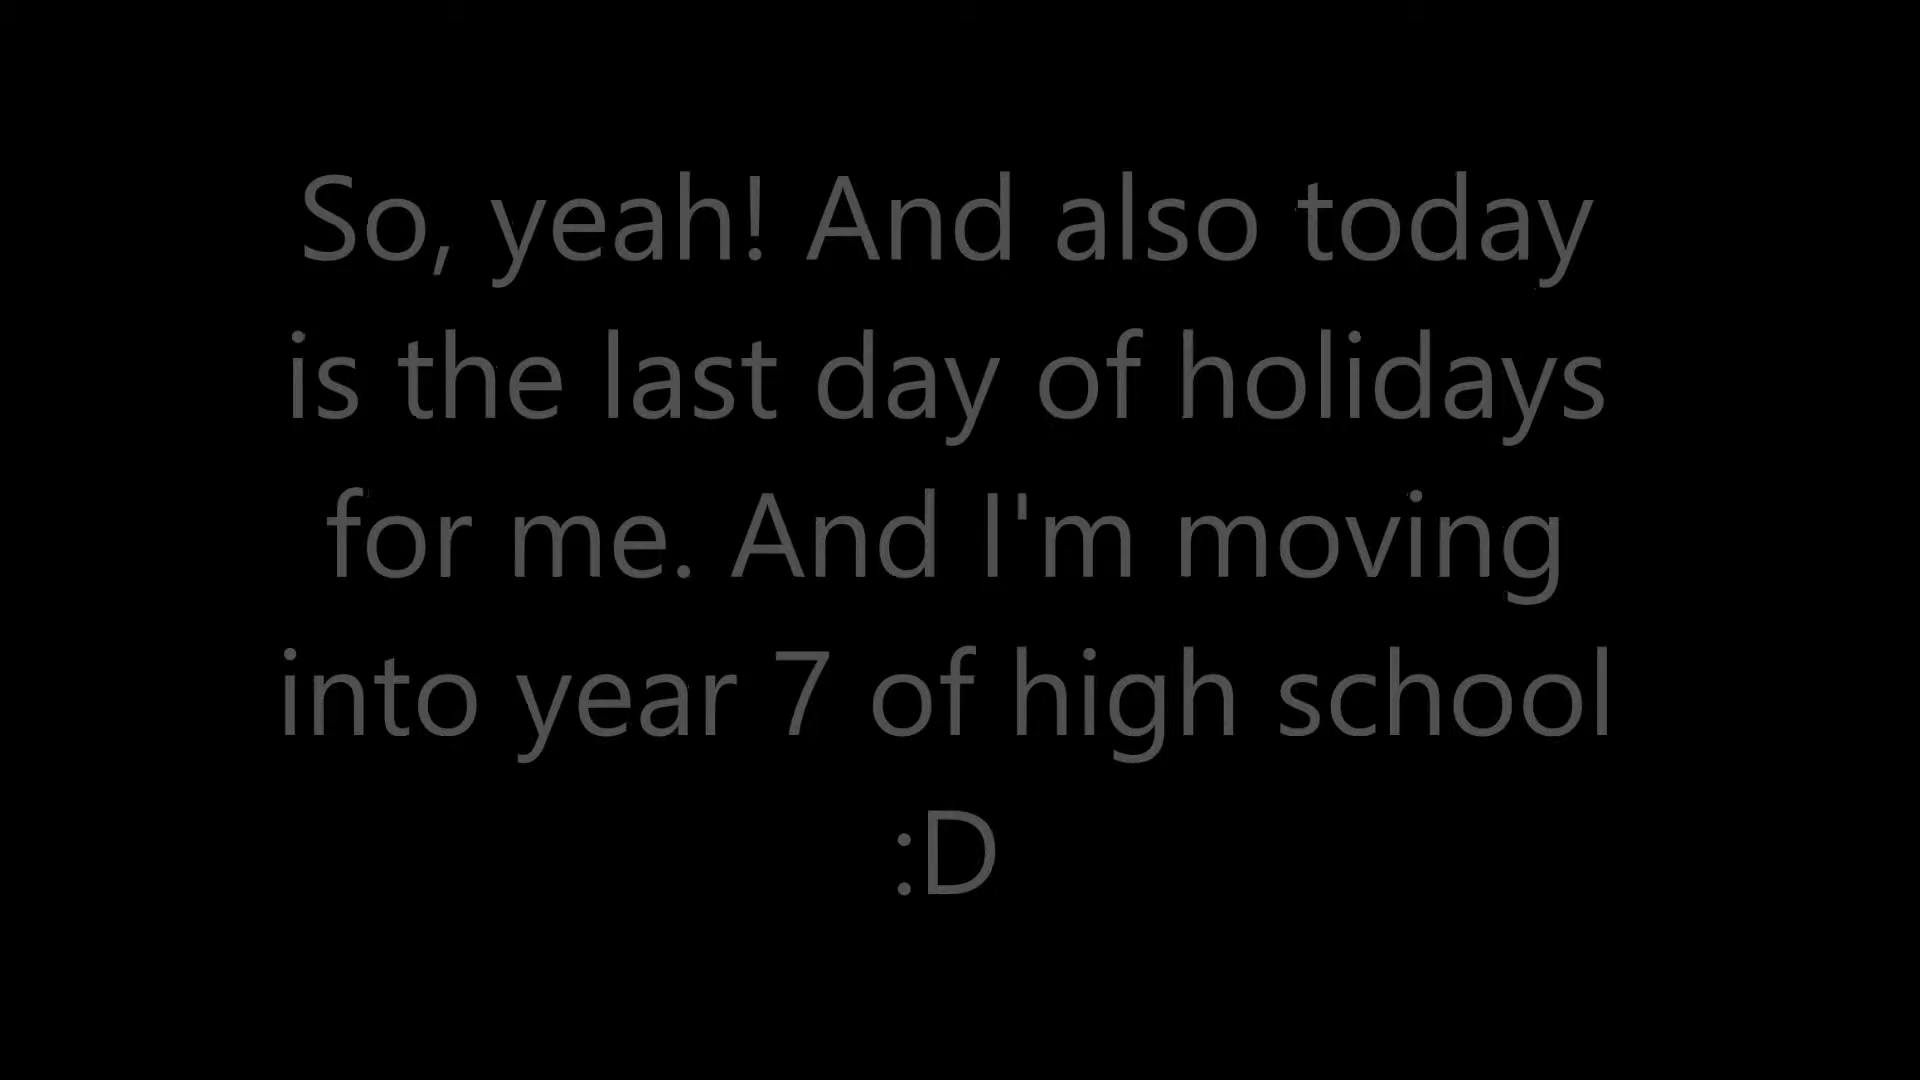 So, yeah! And also today
is the last day of holidays
for me. And I'm moving
into year 7 of high school
:D